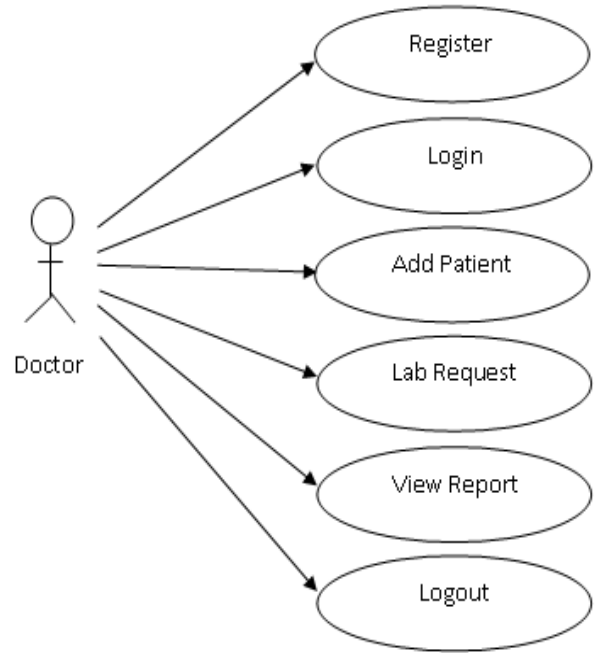 Register
Login
Add Patient
Lab Request
Doctor
View Report
Logout